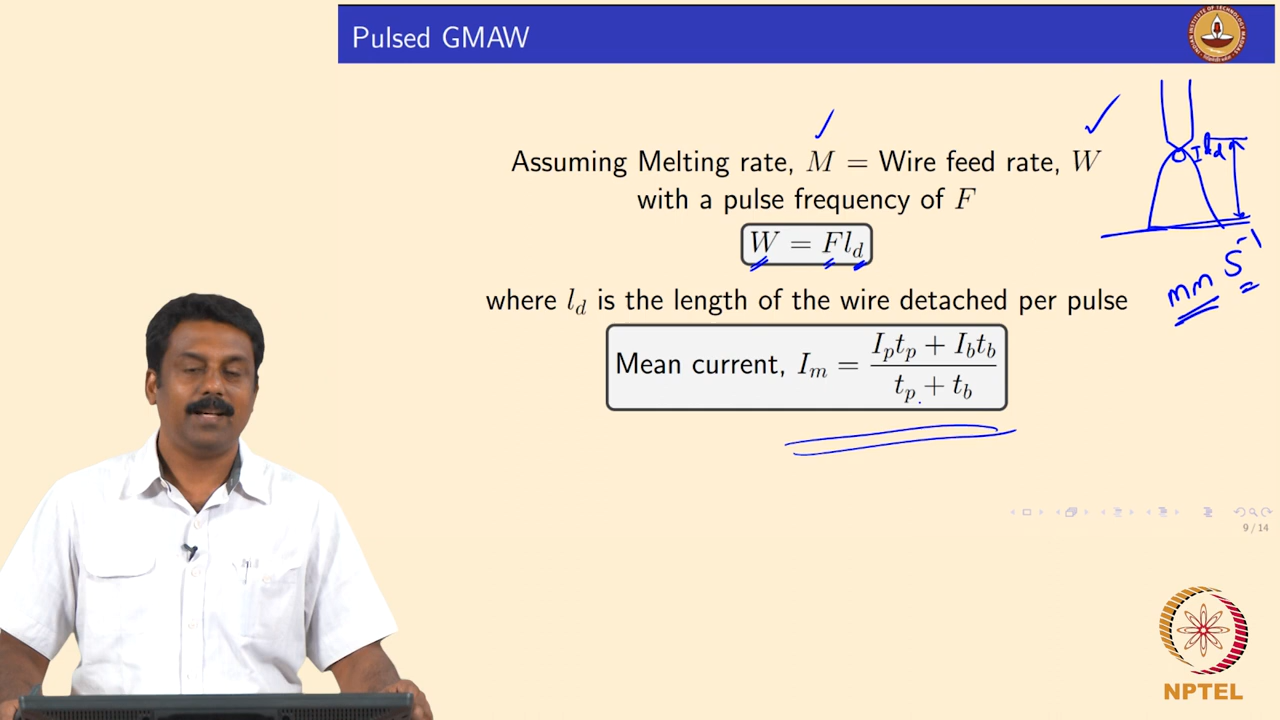 Pulsed GMAW
Assuming Melting rate, M = Wire feed rate, W
with a pulse frequency of F
W = Fl_d
where l_d is the length of the wire detached per pulse
Mean current, I_m = \frac{I_p t_p + I_b t_b}{t_p + t_b}
l_d
mm S^{-1}
9 / 14
NPTEL